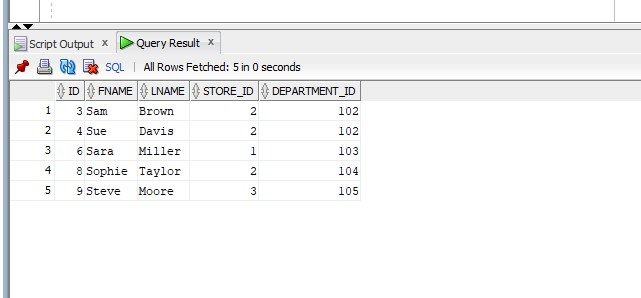 Script Output x Query Result x
SQL | All Rows Fetched: 5 in 0 seconds
ID FNAME LNAME STORE_ID DEPARTMENT_ID
1 3 Sam Brown 2 102
2 4 Sue Davis 2 102
3 6 Sara Miller 1 103
4 8 Sophie Taylor 2 104
5 9 Steve Moore 3 105